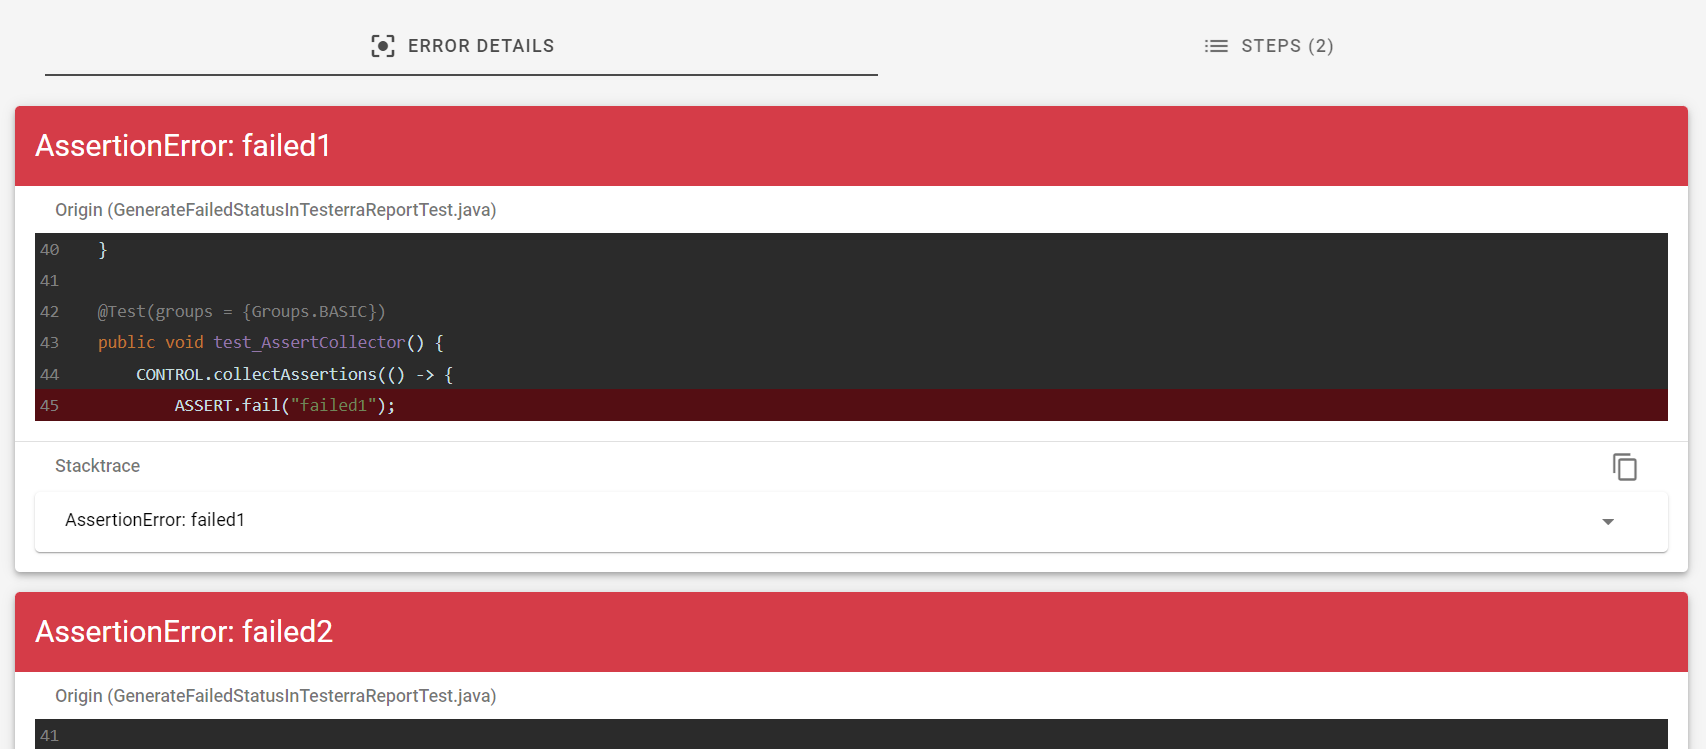 ERROR DETAILS
STEPS (2)
AssertionError: failed1
Origin (GenerateFailedStatusInTesterraReportTest.java)
40    }
41
42    @Test(groups = {Groups.BASIC})
43    public void test_AssertCollector() {
44        CONTROL.collectAssertions(() -> {
45            ASSERT.fail("failed1");
Stacktrace
AssertionError: failed1
AssertionError: failed2
Origin (GenerateFailedStatusInTesterraReportTest.java)
41